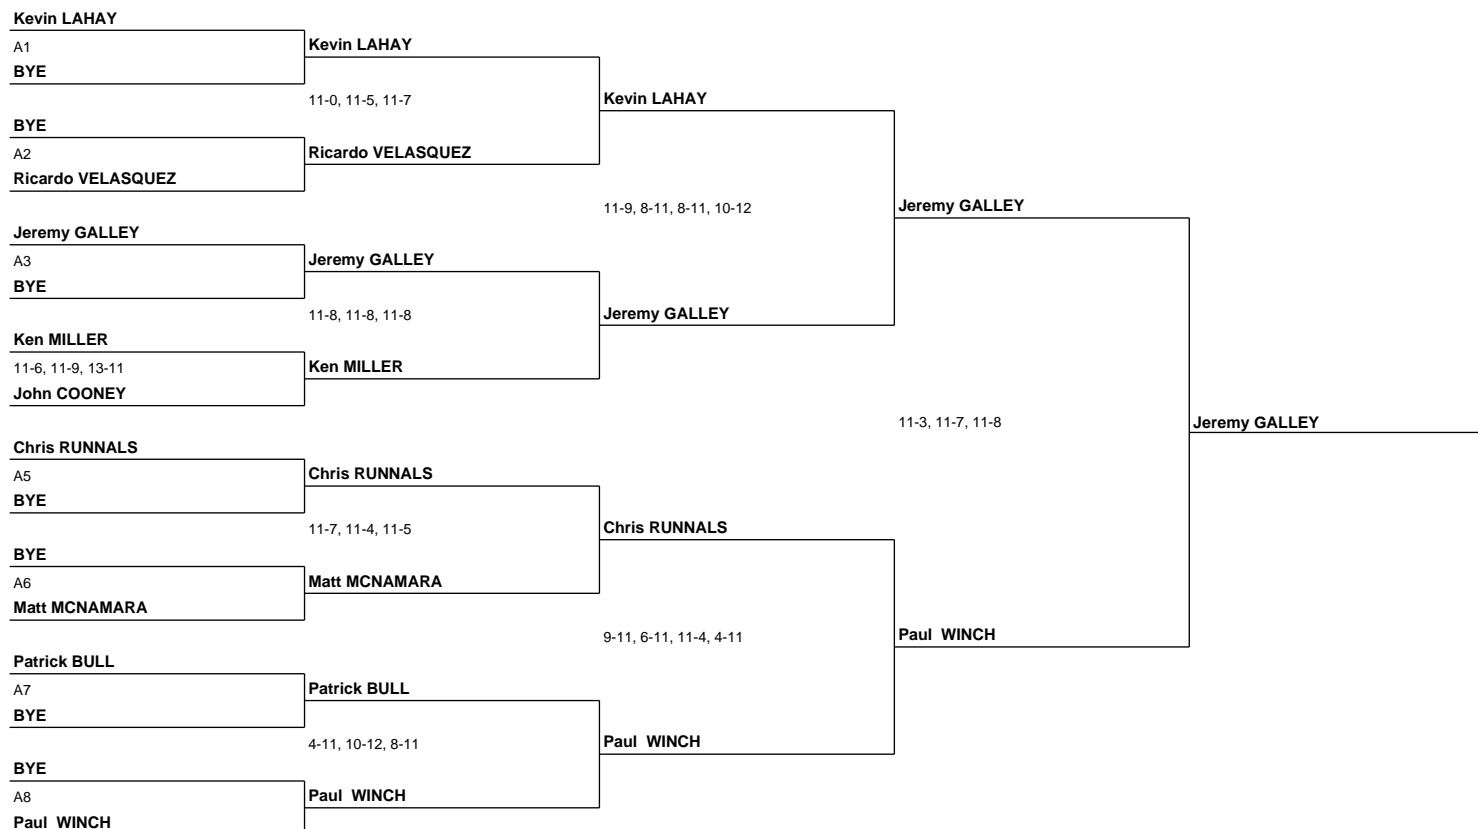 Kevin LAHAY
A1
BYE
BYE
A2
Ricardo VELASQUEZ
Jeremy GALLEY
A3
BYE
Ken MILLER
11-6, 11-9, 13-11
John COONEY
Chris RUNNALS
A5
BYE
BYE
A6
Matt MCNAMARA
Patrick BULL
A7
BYE
BYE
A8
Paul WINCH
Kevin LAHAY
11-0, 11-5, 11-7
Ricardo VELASQUEZ
Jeremy GALLEY
11-8, 11-8, 11-8
Ken MILLER
Chris RUNNALS
11-7, 11-4, 11-5
Matt MCNAMARA
Patrick BULL
4-11, 10-12, 8-11
Paul WINCH
Kevin LAHAY
11-9, 8-11, 8-11, 10-12
Jeremy GALLEY
Chris RUNNALS
9-11, 6-11, 11-4, 4-11
Paul WINCH
Jeremy GALLEY
11-3, 11-7, 11-8
Paul WINCH
Jeremy GALLEY